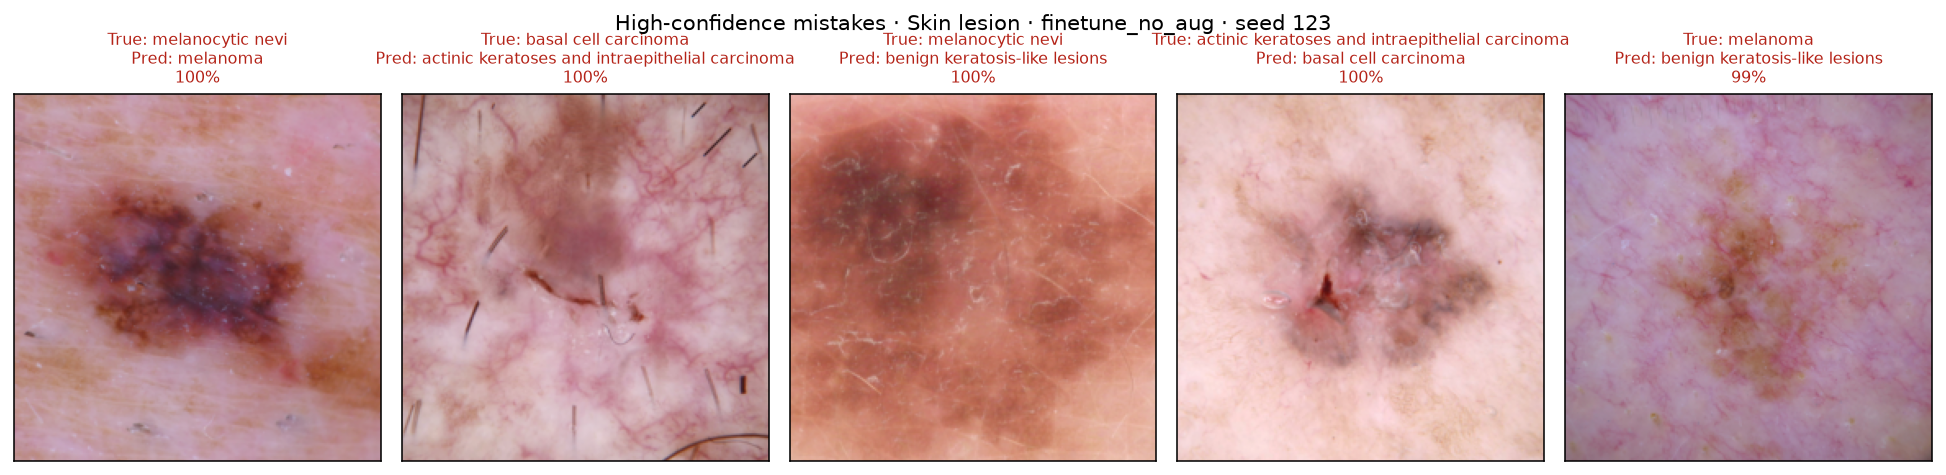 High-confidence mistakes · Skin lesion · finetune_no_aug · seed 123
True: melanocytic nevi
Pred: melanoma
100%
True: basal cell carcinoma
Pred: actinic keratoses and intraepithelial carcinoma
100%
True: melanocytic nevi
Pred: benign keratosis-like lesions
100%
True: actinic keratoses and intraepithelial carcinoma
Pred: basal cell carcinoma
100%
True: melanoma
Pred: benign keratosis-like lesions
99%